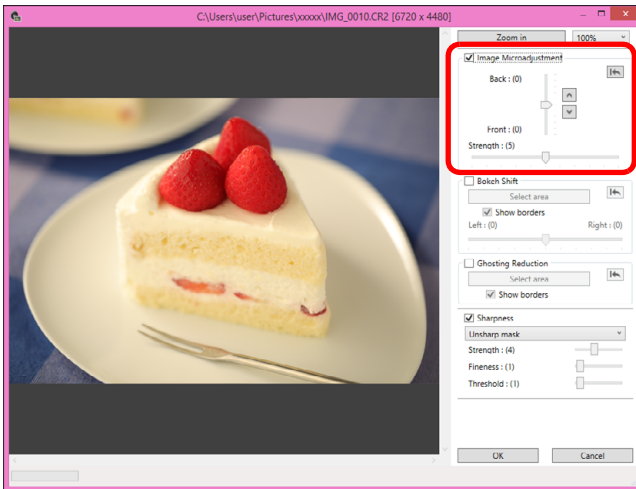 C:\Users\user\Pictures\xxxxx\IMG_0010.CR2 [6720 x 4480]
Zoom in 100%
Image Microadjustment
Back : (0)
Front : (0)
Strength : (5)
Bokeh Shift
Select area
Show borders
Left : (0) Right : (0)
Ghosting Reduction
Select area
Show borders
Sharpness
Unsharp mask
Strength : (4)
Fineness : (1)
Threshold : (1)
OK Cancel